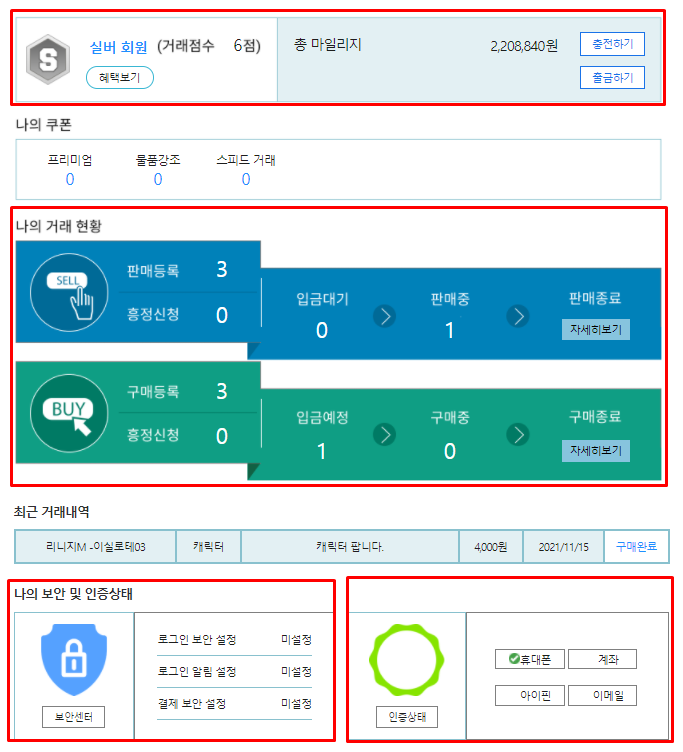 S
실버 회원 (거래점수 6점)
혜택보기
총 마일리지 2,208,840원 충전하기
출금하기
나의 쿠폰
프리미엄 물품강조 스피드 거래
0 0 0
나의 거래 현황
SELL
판매등록 3
흥정신청 0
입금대기 판매중 판매종료
0 1 자세히보기
BUY
구매등록 3
흥정신청 0
입금예정 구매중 구매종료
1 0 자세히보기
최근 거래내역
리니지M -이실로테03 캐릭터 캐릭터 팝니다. 4,000원 2021/11/15 구매완료
나의 보안 및 인증상태
로그인 보안 설정 미설정
로그인 알림 설정 미설정
결제 보안 설정 미설정
보안센터
인증상태
휴대폰 계좌
아이핀 이메일